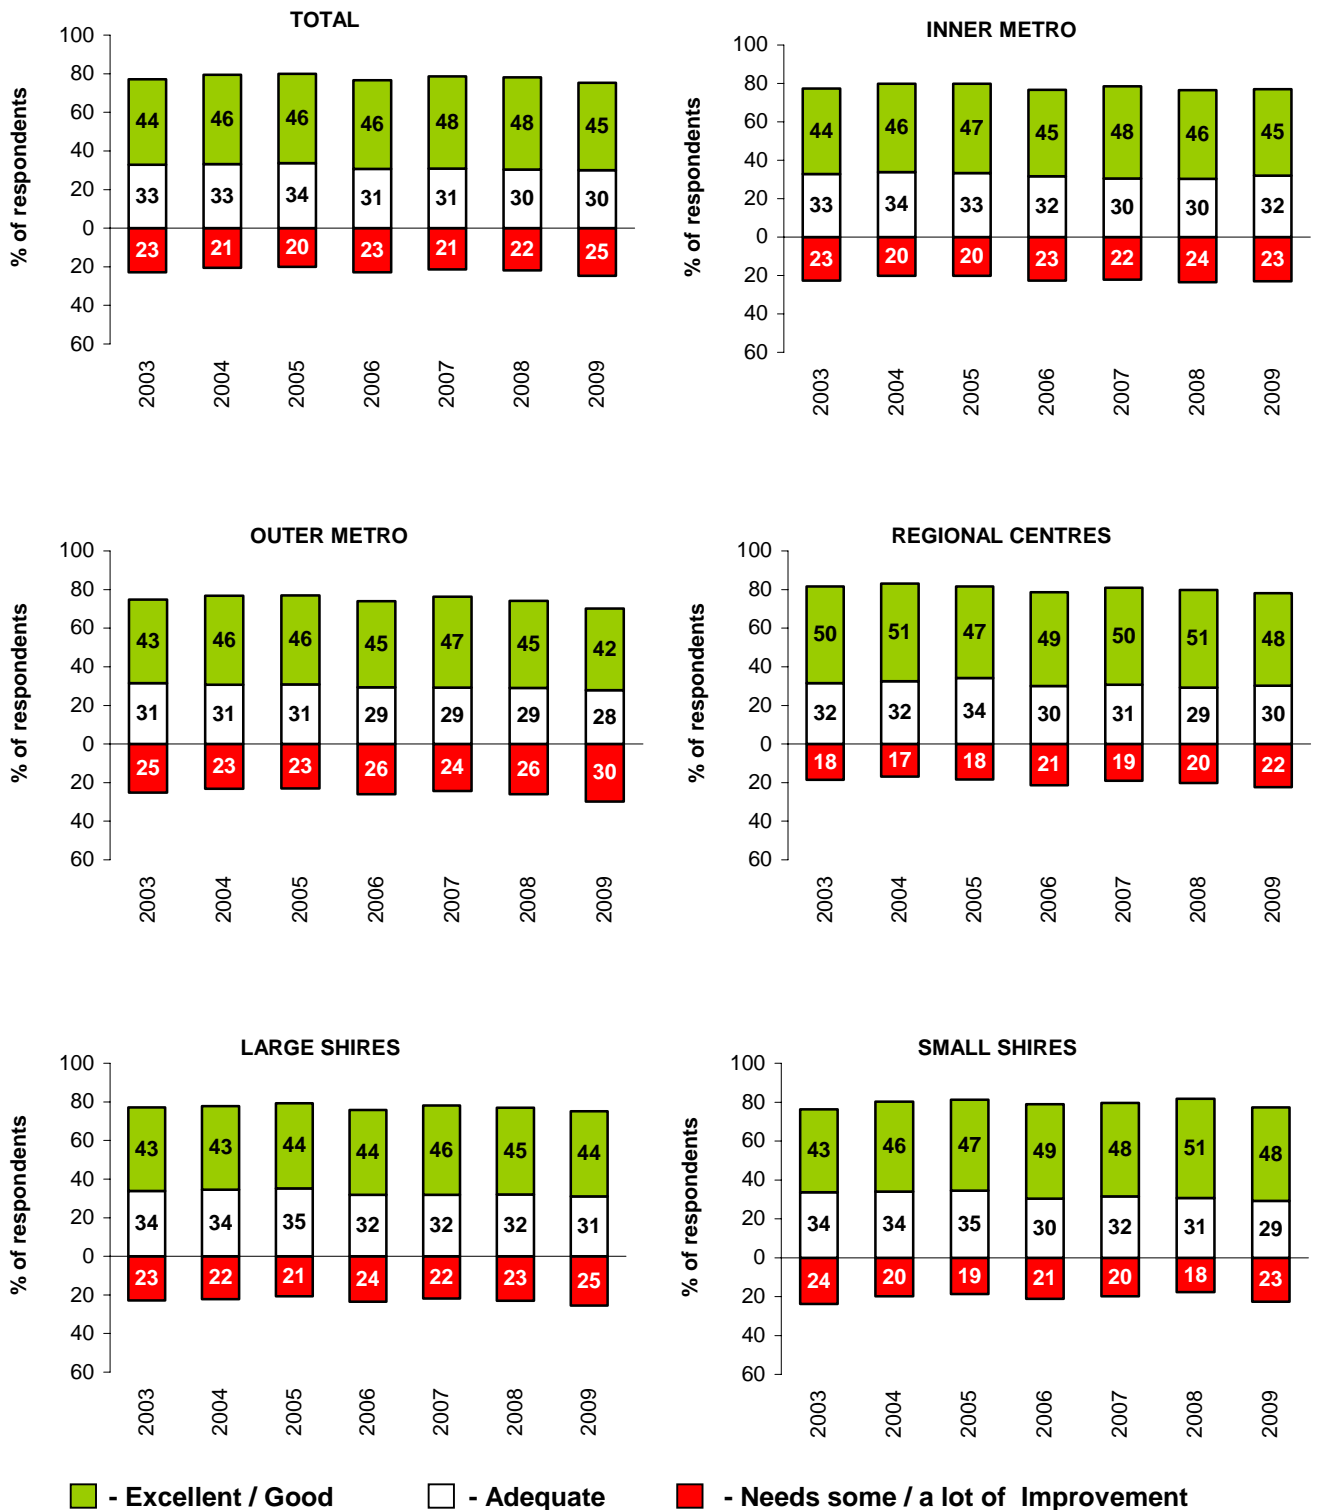 TOTAL
% of respondents
100
80
60
40
20
0
20
40
60
44 46 46 46 48 48 45
33 33 34 31 31 30 30
23 21 20 23 21 22 25
2003 2004 2005 2006 2007 2008 2009
INNER METRO
% of respondents
100
80
60
40
20
0
20
40
60
44 46 47 45 48 46 45
33 34 33 32 30 30 32
23 20 20 23 22 24 23
2003 2004 2005 2006 2007 2008 2009
OUTER METRO
% of respondents
100
80
60
40
20
0
20
40
60
43 46 46 45 47 45 42
31 31 31 29 29 29 28
25 23 23 26 24 26 30
2003 2004 2005 2006 2007 2008 2009
REGIONAL CENTRES
% of respondents
100
80
60
40
20
0
20
40
60
50 51 47 49 50 51 48
32 32 34 30 31 29 30
18 17 18 21 19 20 22
2003 2004 2005 2006 2007 2008 2009
LARGE SHIRES
% of respondents
100
80
60
40
20
0
20
40
60
43 43 44 44 46 45 44
34 34 35 32 32 32 31
23 22 21 24 22 23 25
2003 2004 2005 2006 2007 2008 2009
SMALL SHIRES
% of respondents
100
80
60
40
20
0
20
40
60
43 46 47 49 48 51 48
34 34 35 30 32 31 29
24 20 19 21 20 18 23
2003 2004 2005 2006 2007 2008 2009
- Excellent / Good - Adequate - Needs some / a lot of Improvement